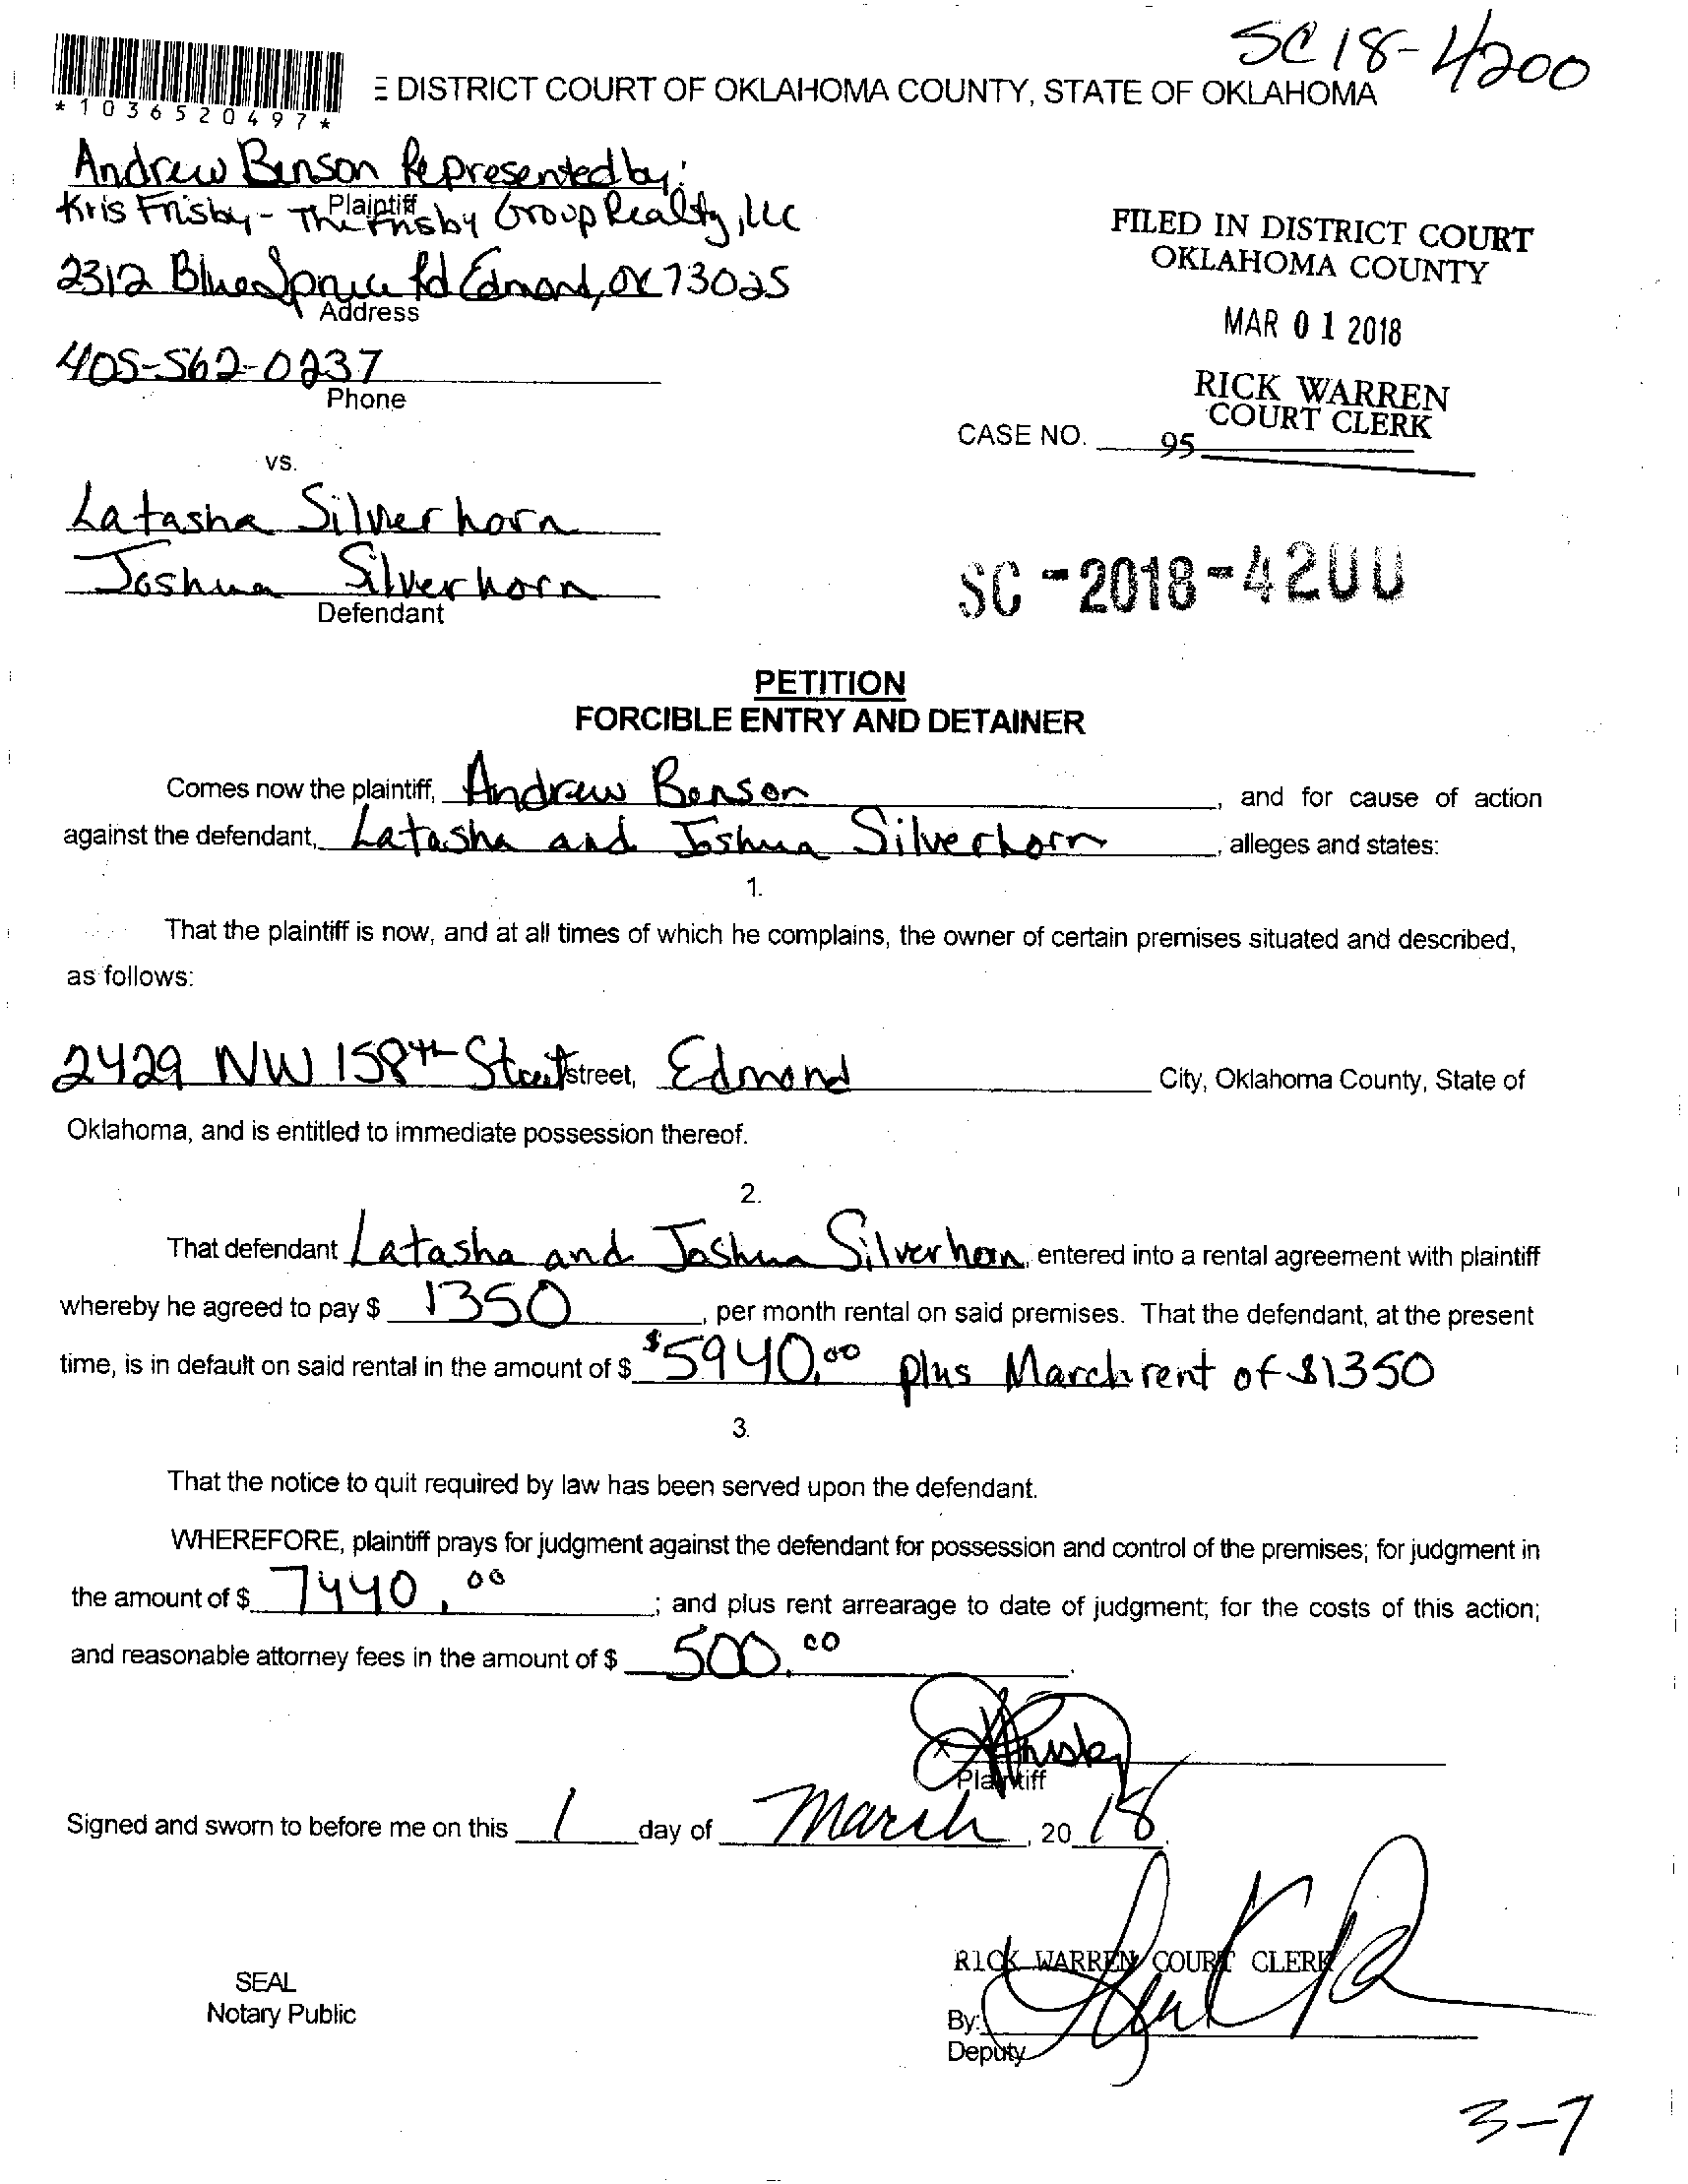 SC 18-4200
*1036520497*
E DISTRICT COURT OF OKLAHOMA COUNTY, STATE OF OKLAHOMA
Andrew Benson Represented by:
Plaintiff
Kris Frisby - The Frisby Group Realty, LLC
2312 Blue Spruce Rd Edmond, OK 73025
Address
405-562-0237
Phone
FILED IN DISTRICT COURT
OKLAHOMA COUNTY
MAR 01 2018
RICK WARREN
COURT CLERK
CASE NO.
95
vs.
Latasha Silverhorn
Joshua Silverhorn
Defendant
SC-2018-4200
PETITION
FORCIBLE ENTRY AND DETAINER
Comes now the plaintiff, Andrew Benson, and for cause of action
against the defendant, Latasha and Joshua Silverhorn, alleges and states:
1.
That the plaintiff is now, and at all times of which he complains, the owner of certain premises situated and described,
as follows:
2429 NW 158th Street street, Edmond City, Oklahoma County, State of
Oklahoma, and is entitled to immediate possession thereof.
2.
That defendant Latasha and Joshua Silverhorn, entered into a rental agreement with plaintiff
whereby he agreed to pay $ 1350, per month rental on said premises. That the defendant, at the present
time, is in default on said rental in the amount of $ $5940.00 plus March rent of $1350
3.
That the notice to quit required by law has been served upon the defendant.
WHEREFORE, plaintiff prays for judgment against the defendant for possession and control of the premises; for judgment in
the amount of $ 7440.00; and plus rent arrearage to date of judgment; for the costs of this action;
and reasonable attorney fees in the amount of $ 500.00.
Plaintiff
Signed and sworn to before me on this 1 day of March, 20 18.
SEAL
Notary Public
RICK WARREN COURT CLERK
By:
Deputy
3-7